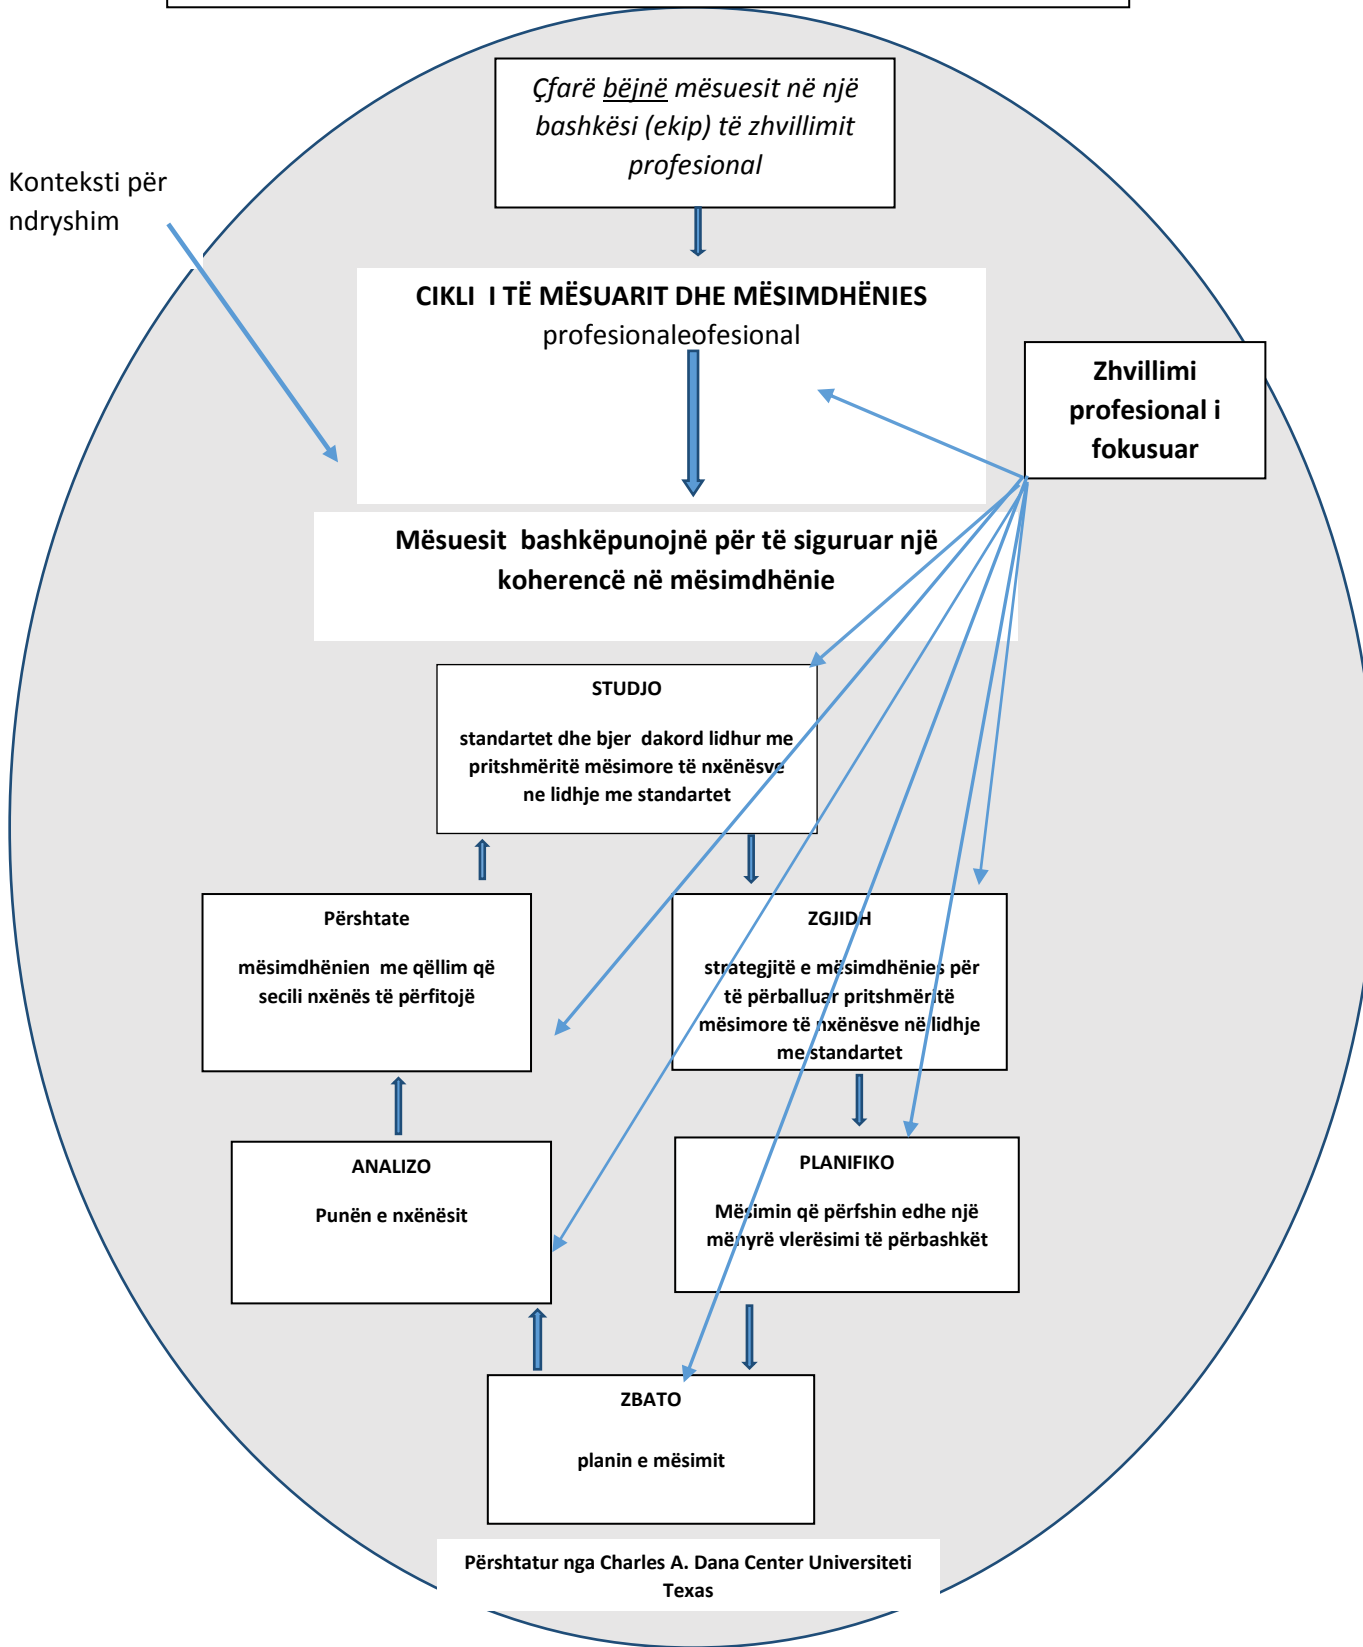 Çfarë bëjnë mësuesit në një
bashkësi (ekip) të zhvillimit
profesional
Konteksti për
ndryshim
CIKLI I TË MËSUARIT DHE MËSIMDHËNIES
profesionaleofesional
Zhvillimi
profesional i
fokusuar
Mësuesit bashkëpunojnë për të siguruar një
koherencë në mësimdhënie
STUDJO
standartet dhe bjer dakord lidhur me
pritshmëritë mësimore të nxënësve
ne lidhje me standartet
Përshtate
mësimdhënien me qëllim që
secili nxënës të përfitojë
ZGJIDH
strategjitë e mësimdhënies për
të përballuar pritshmëritë
mësimore të nxënësve në lidhje
me standartet
ANALIZO
Punën e nxënësit
PLANIFIKO
Mësimin që përfshin edhe një
mënyrë vlerësimi të përbashkët
ZBATO
planin e mësimit
Përshtatur nga Charles A. Dana Center Universiteti
Texas